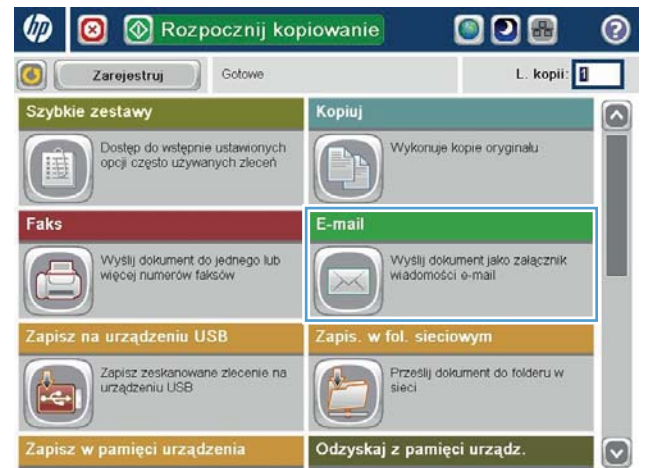 hp
Rozpocznij kopiowanie
?
Zarejestruj
Gotowe
L. kopii: 1
Szybkie zestawy
Dostęp do wstępnie ustawionych
opcji często używanych zleceń
Kopiuj
Wykonuje kopie oryginału
Faks
Wyślij dokument do jednego lub
więcej numerów faksów
E-mail
Wyślij dokument jako załącznik
wiadomości e-mail
Zapisz na urządzeniu USB
Zapisz zeskanowane zlecenie na
urządzeniu USB
Zapis. w fol. sieciowym
Prześlij dokument do folderu w
sieci
Zapisz w pamięci urządzenia
Odzyskaj z pamięci urządz.